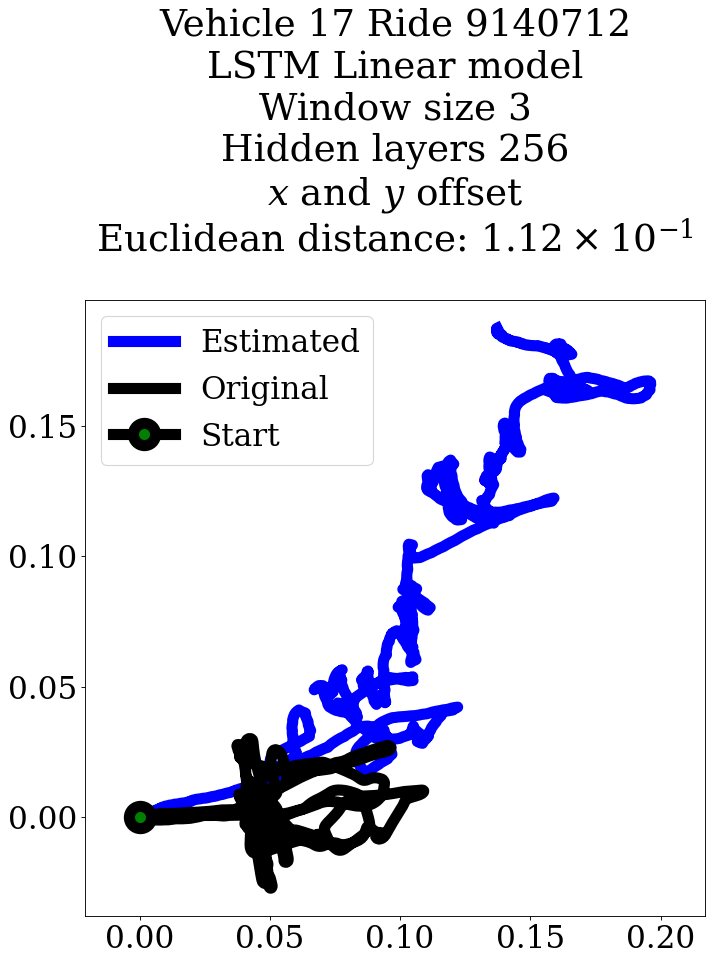 Vehicle 17 Ride 9140712
LSTM Linear model
Window size 3
Hidden layers 256
x and y offset
Euclidean distance: 1.12 × 10⁻¹
Estimated
Original
Start
0.15
0.10
0.05
0.00
0.00 0.05 0.10 0.15 0.20